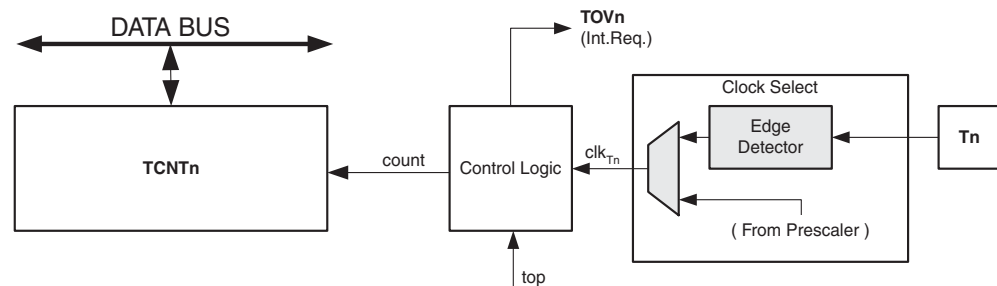 DATA BUS
TOVn
(Int.Req.)
Clock Select
TCNTn
count
Control Logic
clkTn
Edge
Detector
Tn
( From Prescaler )
top